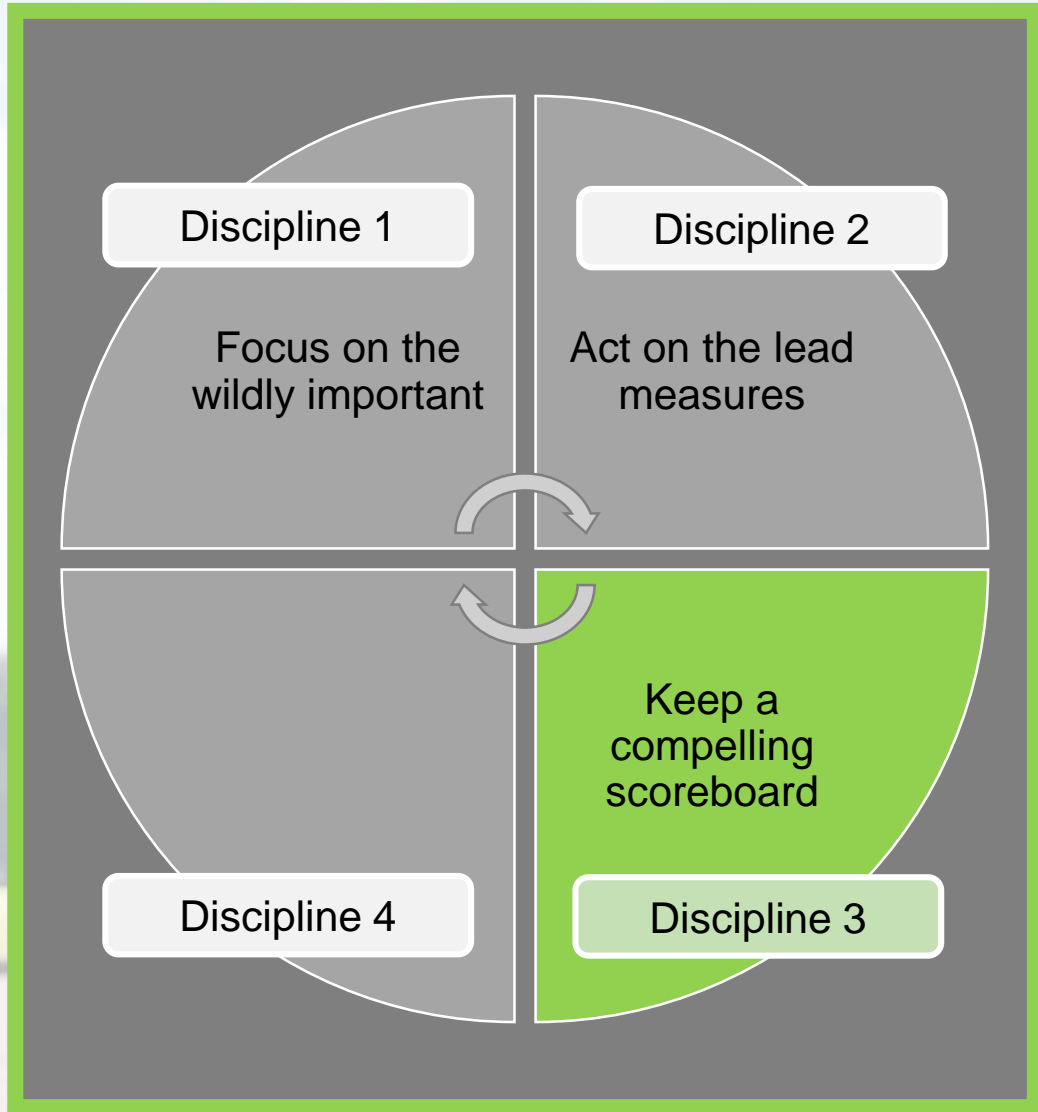 Discipline 1
Discipline 2
Focus on the
wildly important
Act on the lead
measures
Keep a
compelling
scoreboard
Discipline 4
Discipline 3